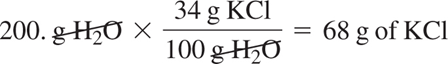 200. g H₂O × 34 g KCl / 100 g H₂O = 68 g of KCl